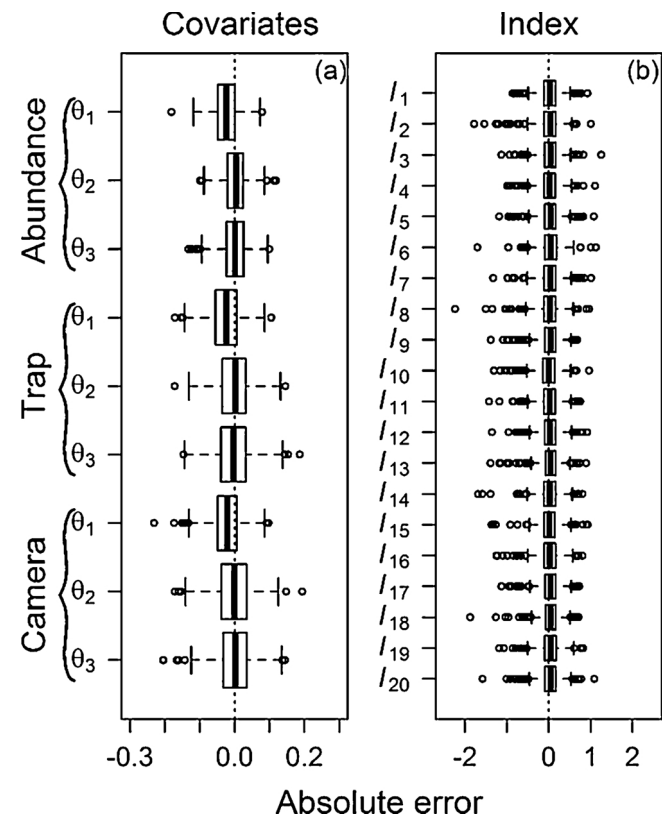 Covariates
Index
(a)
(b)
Abundance
θ1
θ2
θ3
Trap
θ1
θ2
θ3
Camera
θ1
θ2
θ3
I1
I2
I3
I4
I5
I6
I7
I8
I9
I10
I11
I12
I13
I14
I15
I16
I17
I18
I19
I20
-0.3 0.0 0.2
-2 0 1 2
Absolute error